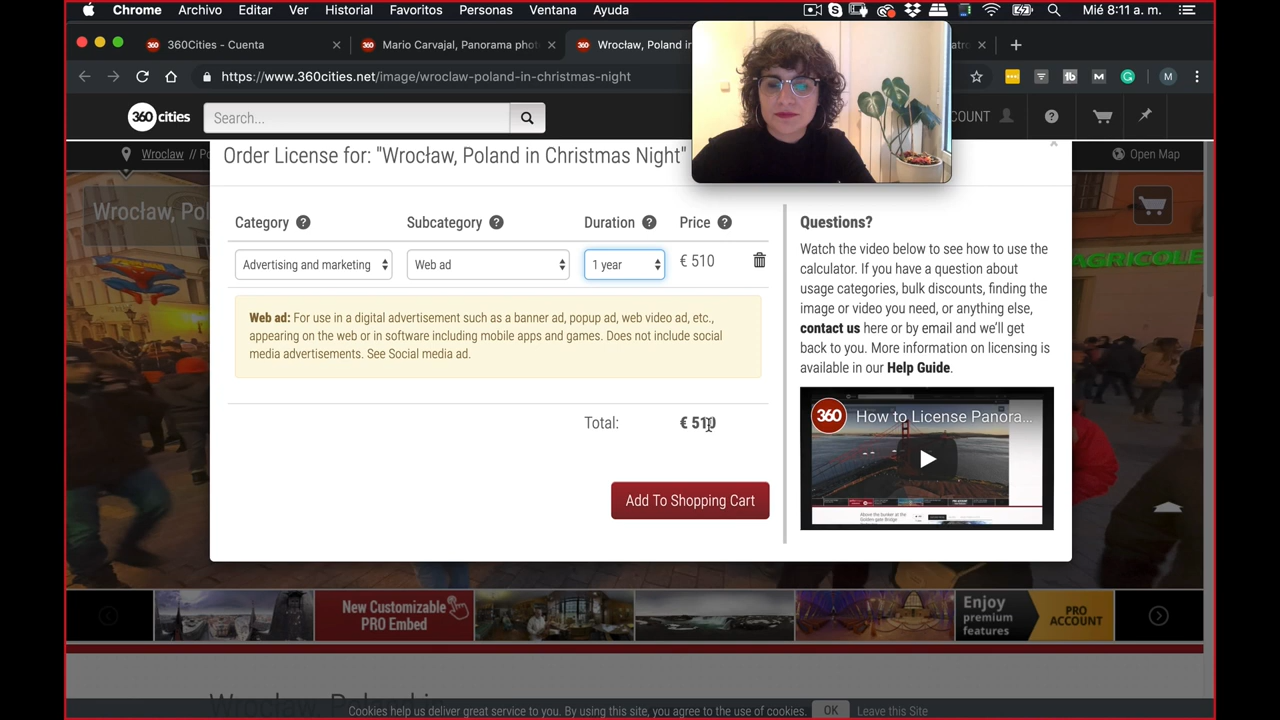 Chrome Archivo Editar Ver Historial Favoritos Personas Ventana Ayuda Mié 8:11 a. m.
360 360Cities - Cuenta × 360 Mario Carvajal, Panorama phot × 360 Wrocław, Poland in × +
https://www.360cities.net/image/wroclaw-poland-in-christmas-night tb M G M
360 cities Search... COUNT ?
Wroclaw // Po Open Map
Order License for: "Wrocław, Poland in Christmas Night" ×
Wrocław, Pol
Category ? Subcategory ? Duration ? Price ?
Advertising and marketing Web ad 1 year € 510
Web ad: For use in a digital advertisement such as a banner ad, popup ad, web video ad, etc.,
appearing on the web or in software including mobile apps and games. Does not include social
media advertisements. See Social media ad.
Total: € 510
Add To Shopping Cart
Questions?
Watch the video below to see how to use the
calculator. If you have a question about
usage categories, bulk discounts, finding the
image or video you need, or anything else,
contact us here or by email and we'll get
back to you. More information on licensing is
available in our Help Guide.
360 How to License Panora...
AGRICOLE
New Customizable
PRO Embed
Enjoy
premium
features
PRO
ACCOUNT
Cookies help us deliver great service to you. By using this site, you agree to the use of cookies. OK Leave this Site